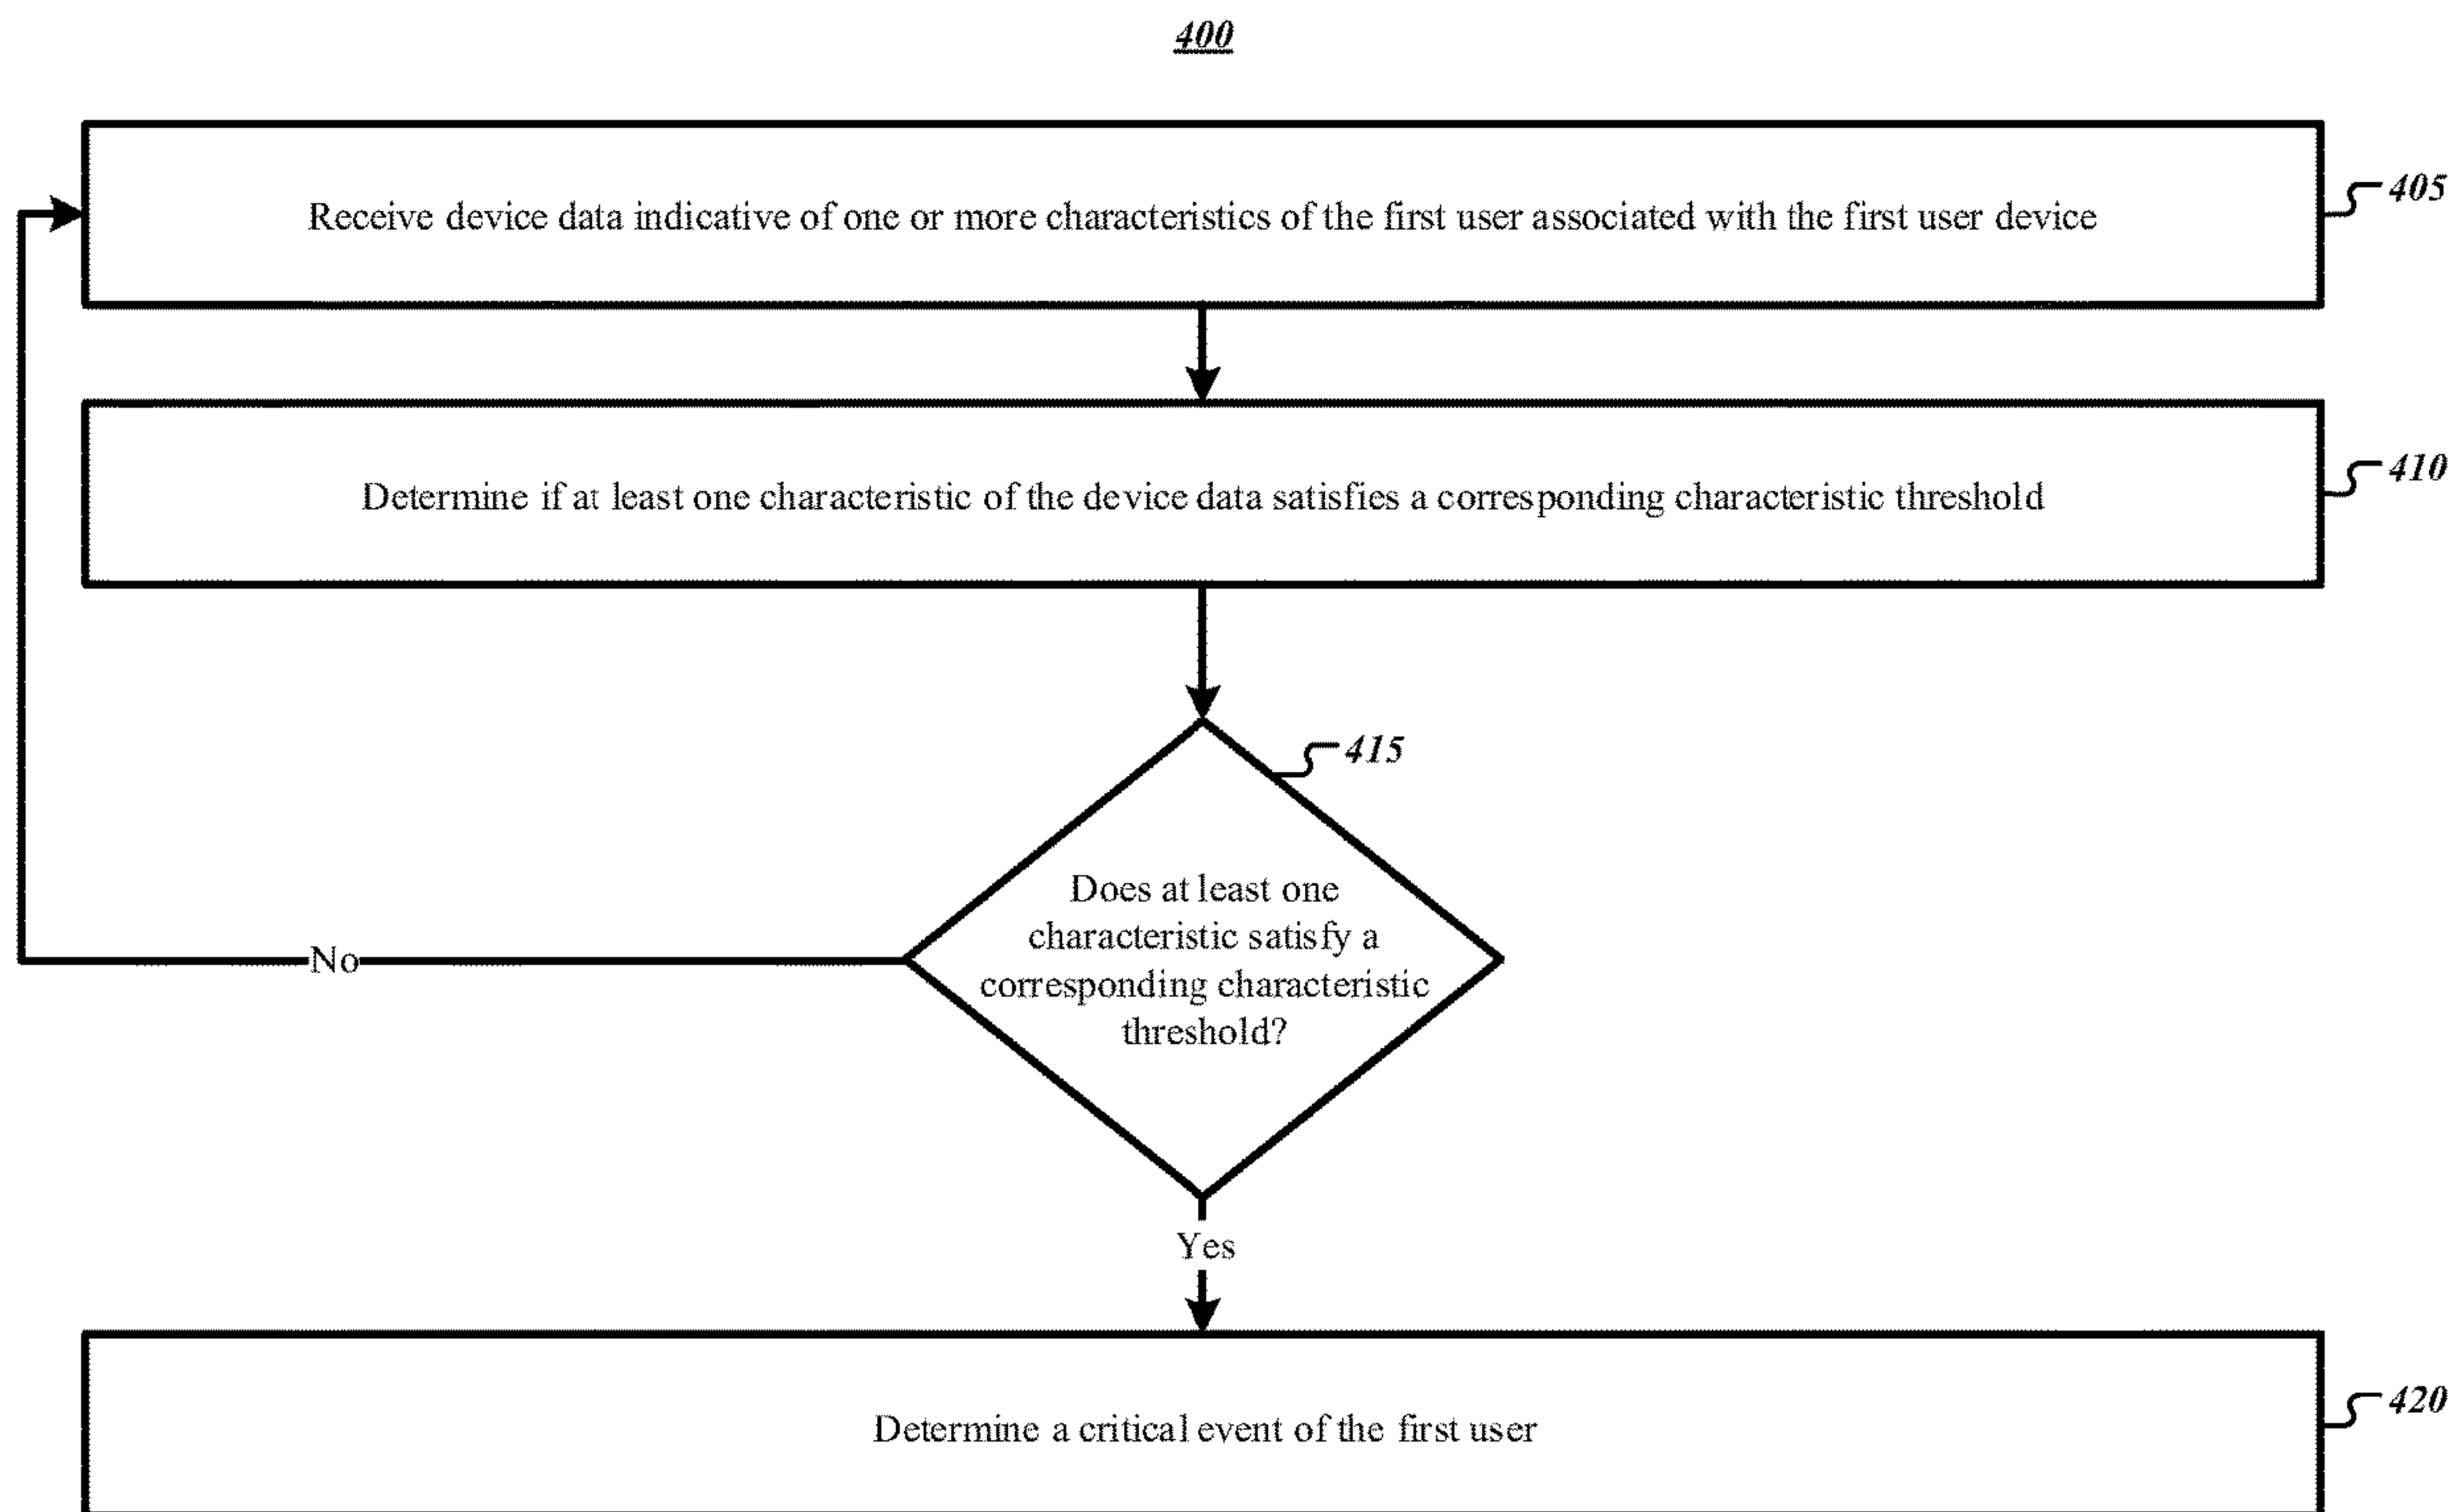 400
Receive device data indicative of one or more characteristics of the first user associated with the first user device
405
Determine if at least one characteristic of the device data satisfies a corresponding characteristic threshold
410
415
Does at least one
characteristic satisfy a
corresponding characteristic
threshold?
No
Yes
Determine a critical event of the first user
420